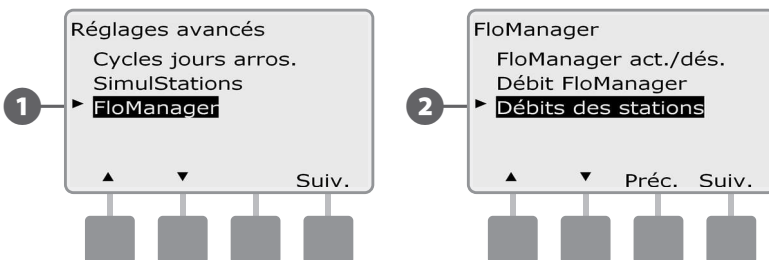 1
Réglages avancés
Cycles jours arros.
SimulStations
► FloManager
▲ ▼ Suiv.
2
FloManager
FloManager act./dés.
Débit FloManager
► Débits des stations
▲ ▼ Préc. Suiv.